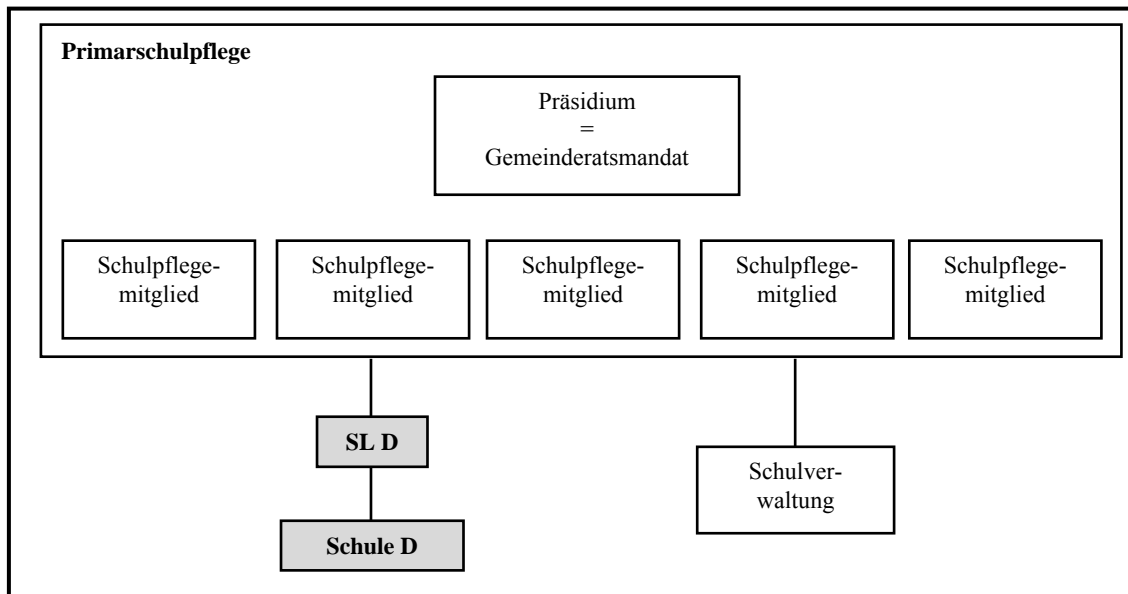 Primarschulpflege
Präsidium
=
Gemeinderatsmandat
Schulpflege-
mitglied
Schulpflege-
mitglied
Schulpflege-
mitglied
Schulpflege-
mitglied
Schulpflege-
mitglied
SL D
Schulver-
waltung
Schule D